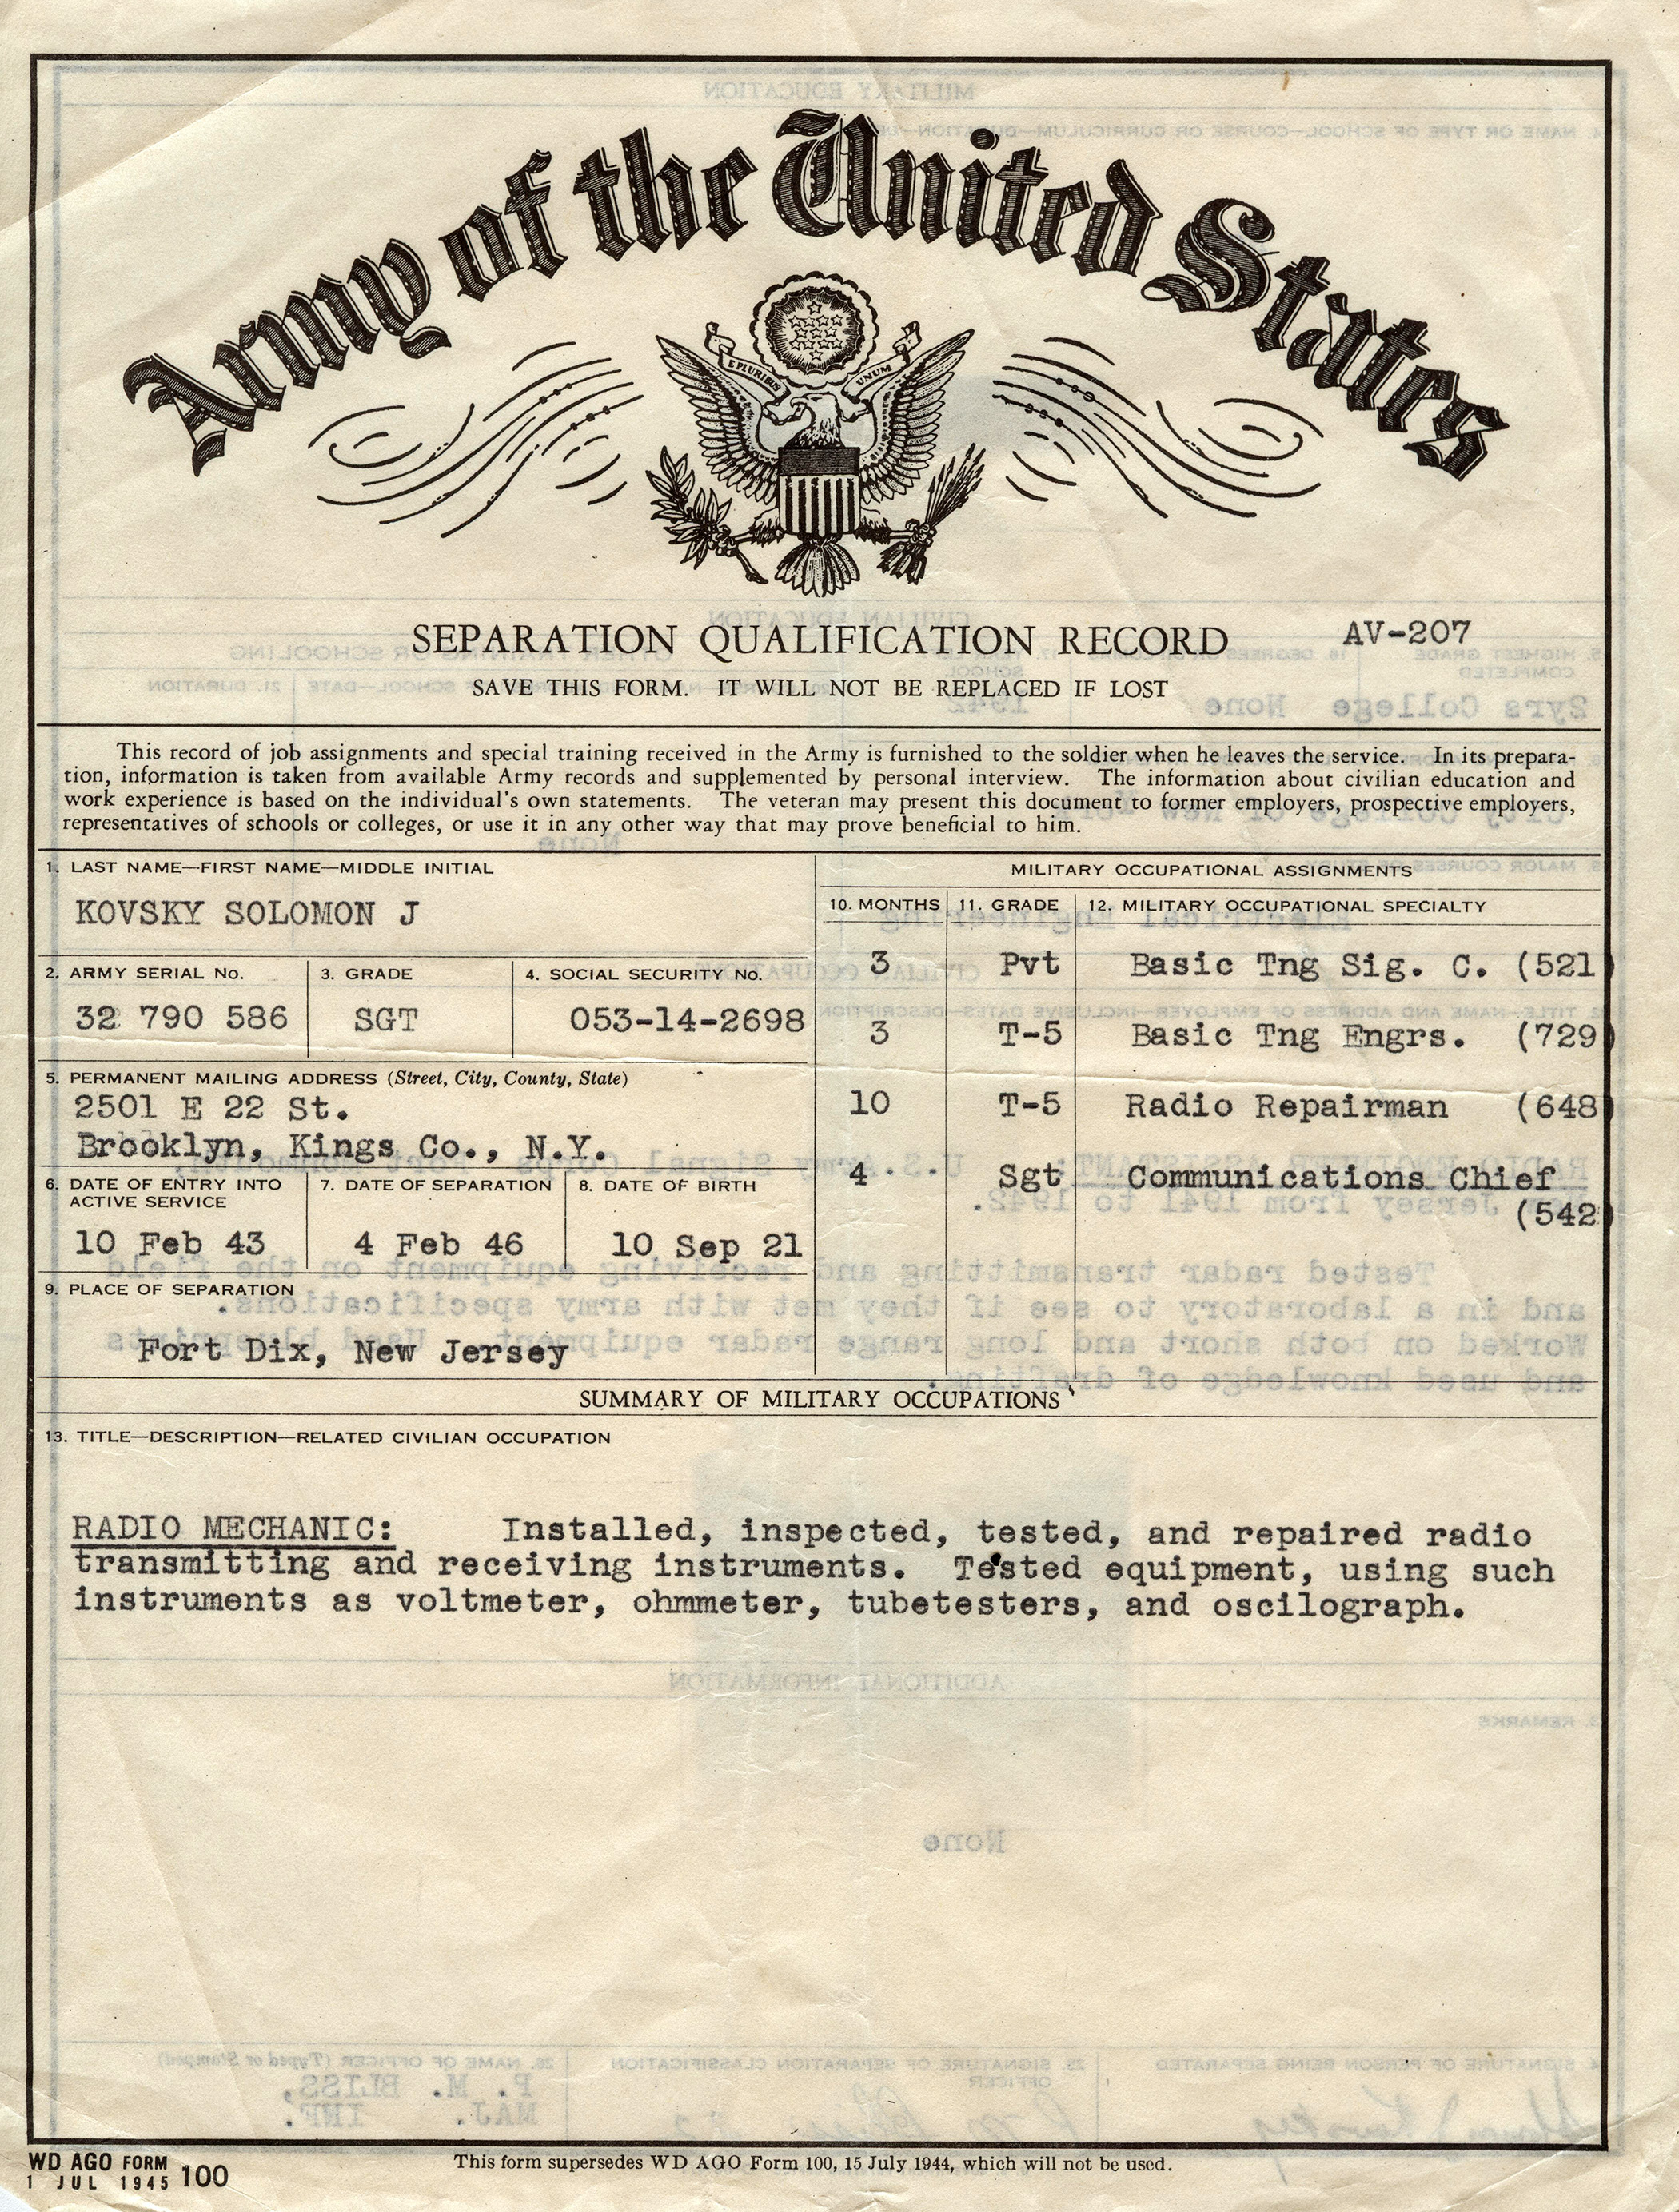 Army of the United States
E PLURIBUS UNUM
SEPARATION QUALIFICATION RECORD AV-207
SAVE THIS FORM. IT WILL NOT BE REPLACED IF LOST
This record of job assignments and special training received in the Army is furnished to the soldier when he leaves the service. In its prepara-
tion, information is taken from available Army records and supplemented by personal interview. The information about civilian education and
work experience is based on the individual's own statements. The veteran may present this document to former employers, prospective employers,
representatives of schools or colleges, or use it in any other way that may prove beneficial to him.
1. LAST NAME—FIRST NAME—MIDDLE INITIAL
KOVSKY SOLOMON J
2. ARMY SERIAL No. 3. GRADE 4. SOCIAL SECURITY No.
32 790 586 SGT 053-14-2698
5. PERMANENT MAILING ADDRESS (Street, City, County, State)
2501 E 22 St.
Brooklyn, Kings Co., N.Y.
6. DATE OF ENTRY INTO ACTIVE SERVICE 7. DATE OF SEPARATION 8. DATE OF BIRTH
10 Feb 43 4 Feb 46 10 Sep 21
9. PLACE OF SEPARATION
Fort Dix, New Jersey
MILITARY OCCUPATIONAL ASSIGNMENTS
10. MONTHS 11. GRADE 12. MILITARY OCCUPATIONAL SPECIALTY
3 Pvt Basic Tng Sig. C. (521)
3 T-5 Basic Tng Engrs. (729)
10 T-5 Radio Repairman (648)
4 Sgt Communications Chief
(542)
SUMMARY OF MILITARY OCCUPATIONS
13. TITLE—DESCRIPTION—RELATED CIVILIAN OCCUPATION
RADIO MECHANIC: Installed, inspected, tested, and repaired radio
transmitting and receiving instruments. Tested equipment, using such
instruments as voltmeter, ohmmeter, tubetesters, and oscilograph.
WD AGO FORM 100
1 JUL 1945
This form supersedes WD AGO Form 100, 15 July 1944, which will not be used.